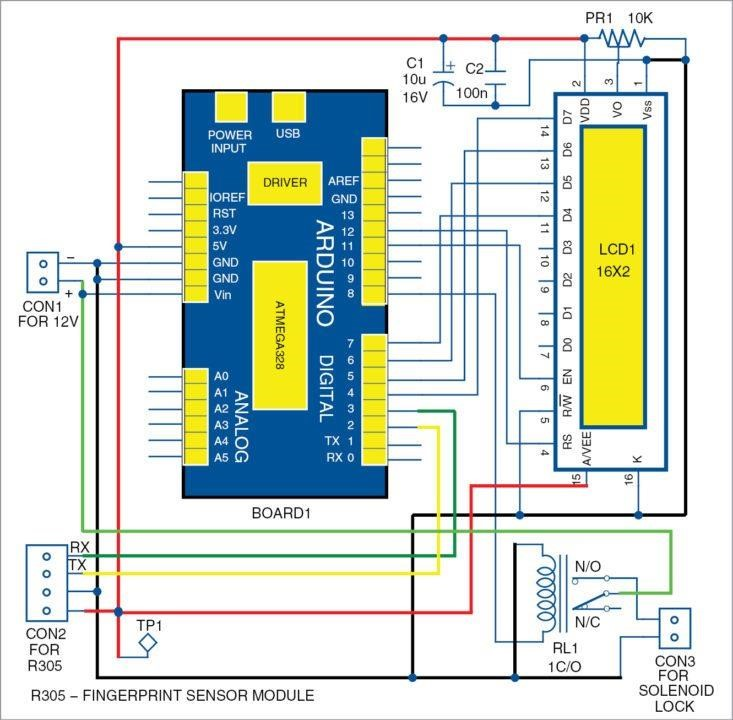 PR1 10K
C1
10u
16V
+
C2
100n
2
3
1
VDD
VO
Vss
POWER
INPUT
USB
DRIVER
ARDUINO
ATMEGA328
DIGITAL
ANALOG
IOREF
RST
3.3V
5V
GND
GND
Vin
A0
A1
A2
A3
A4
A5
AREF
GND
13
12
11
10
9
8
7
6
5
4
3
2
TX 1
RX 0
BOARD1
14 D7
13 D6
12 D5
11 D4
10 D3
9 D2
8 D1
7 D0
6 EN
5 R/W
4 RS
LCD1
16X2
A/VEE
K
15
16
–
+
CON1
FOR 12V
RX
TX
CON2
FOR
R305
TP1
N/O
N/C
RL1
1C/O
CON3
FOR
SOLENOID
LOCK
R305 – FINGERPRINT SENSOR MODULE